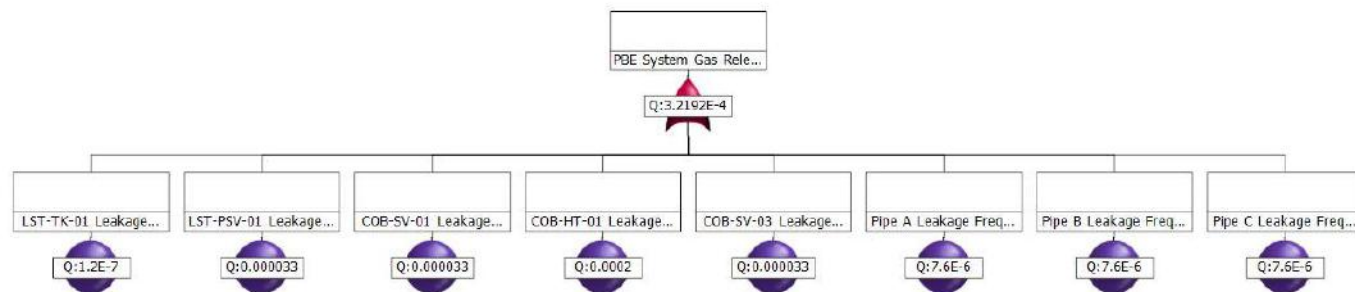 PBE System Gas Rele...
Q:3.2192E-4
LST-TK-01 Leakage...
LST-PSV-01 Leakage...
COB-SV-01 Leakage...
COB-HT-01 Leakage...
COB-SV-03 Leakage...
Pipe A Leakage Freq...
Pipe B Leakage Freq...
Pipe C Leakage Freq...
Q:1.2E-7
Q:0.000033
Q:0.000033
Q:0.0002
Q:0.000033
Q:7.6E-6
Q:7.6E-6
Q:7.6E-6